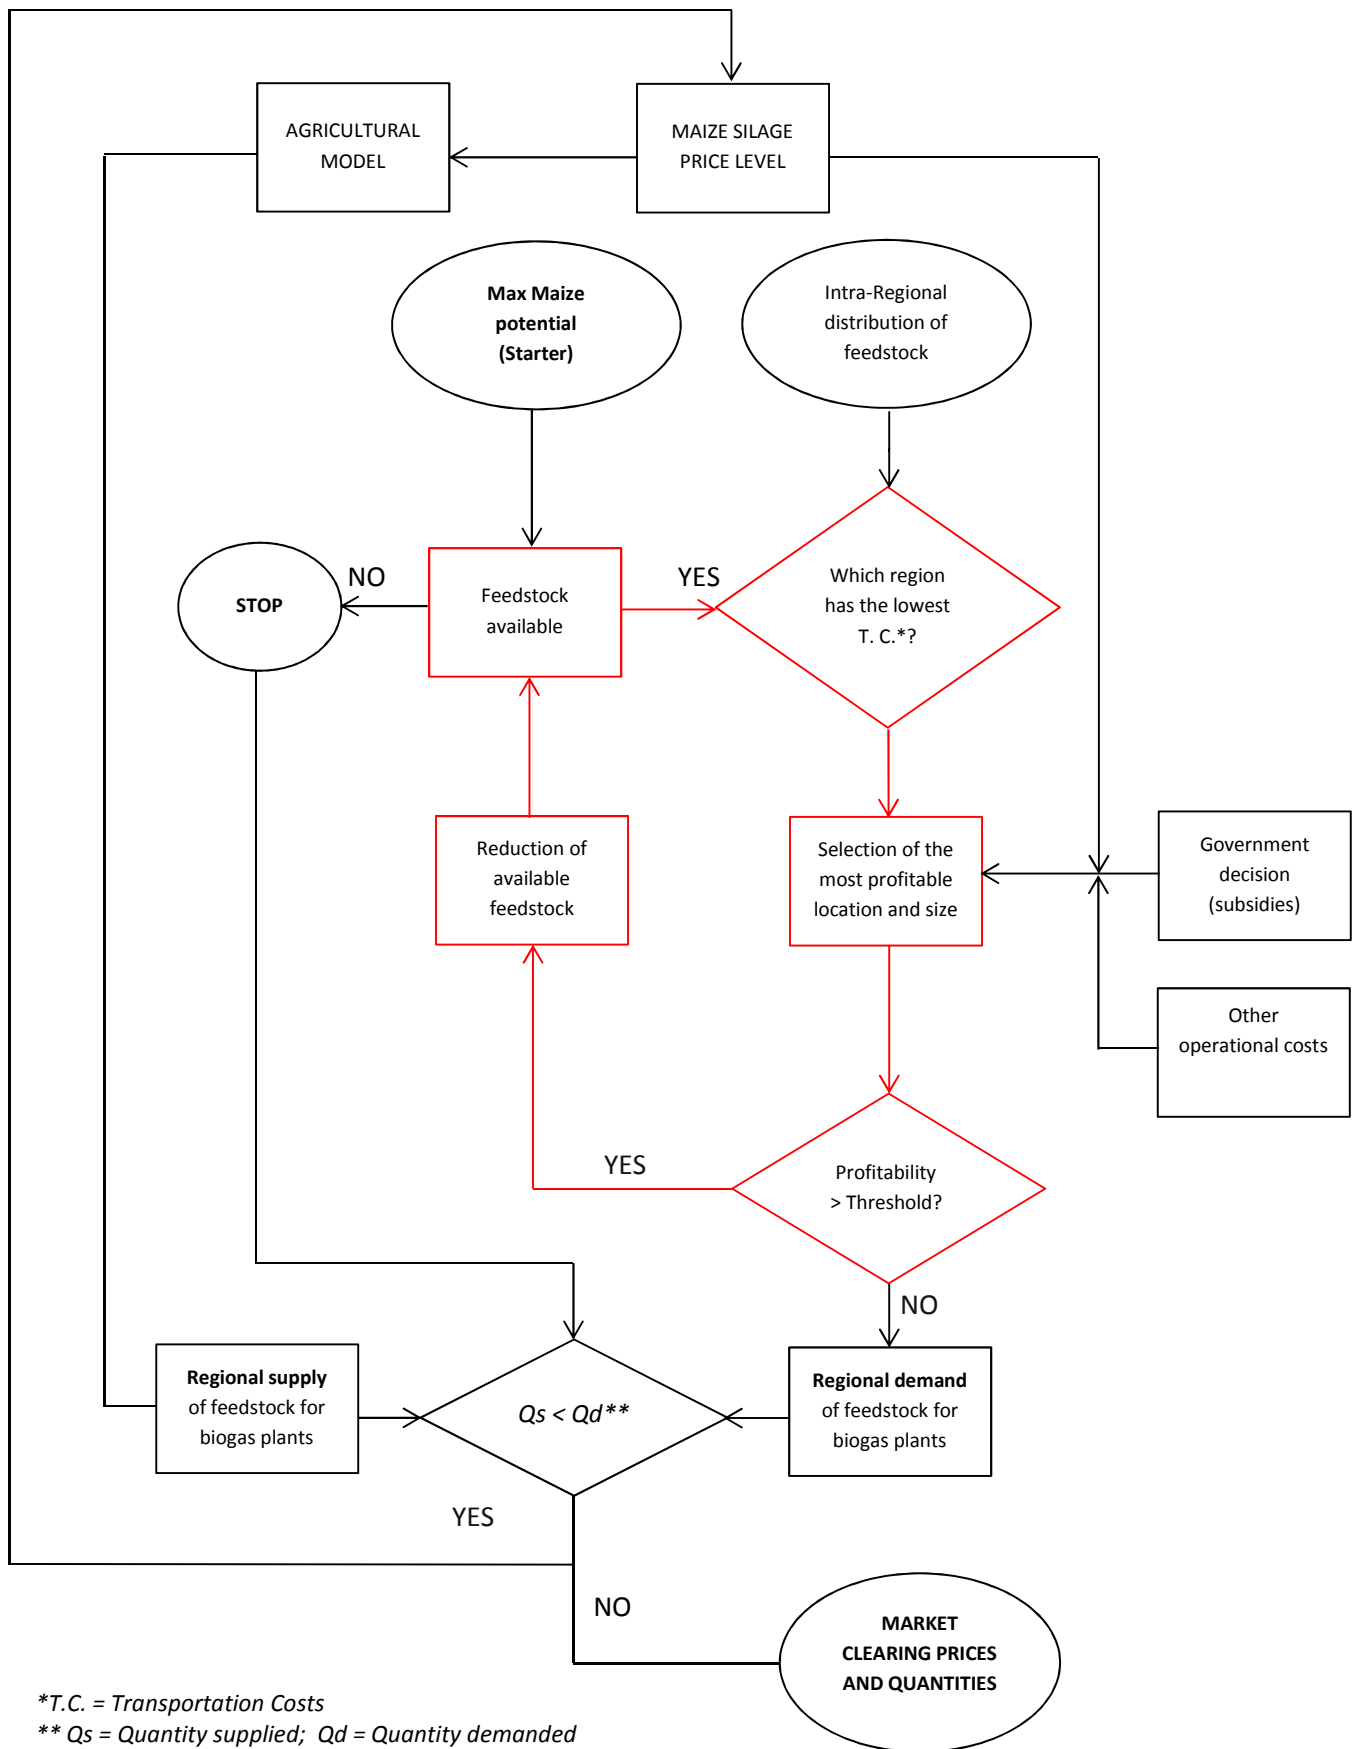 AGRICULTURAL
MODEL
MAIZE SILAGE
PRICE LEVEL
Max Maize
potential
(Starter)
Intra-Regional
distribution of
feedstock
STOP
NO
Feedstock
available
YES
Which region
has the lowest
T. C.*?
Reduction of
available
feedstock
Selection of the
most profitable
location and size
Government
decision
(subsidies)
Other
operational costs
YES
Profitability
> Threshold?
NO
Regional supply
of feedstock for
biogas plants
Qs < Qd**
Regional demand
of feedstock for
biogas plants
YES
NO
MARKET
CLEARING PRICES
AND QUANTITIES
*T.C. = Transportation Costs
** Qs = Quantity supplied; Qd = Quantity demanded